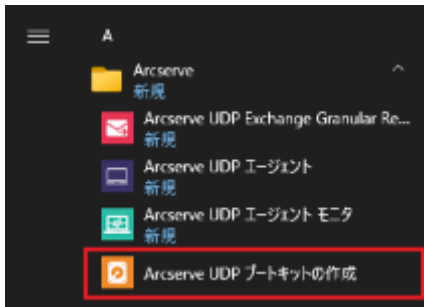 A
Arcserve
新規
Arcserve UDP Exchange Granular Re...
新規
Arcserve UDP エージェント
新規
Arcserve UDP エージェント モニタ
新規
Arcserve UDP ブートキットの作成